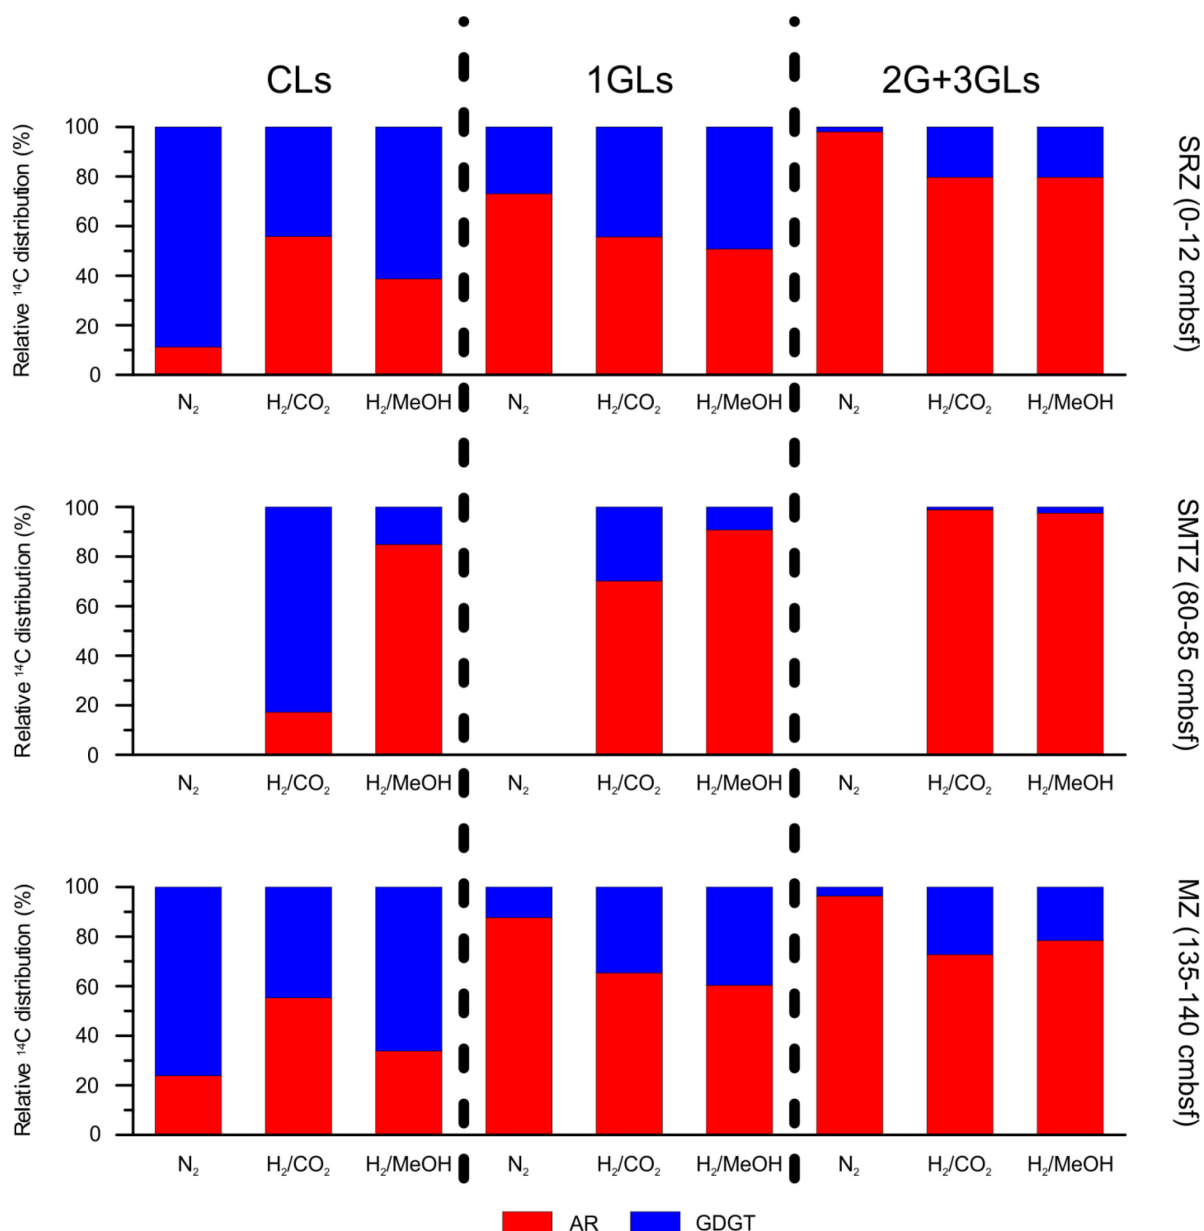 CLs 1GLs 2G+3GLs
Relative ¹⁴C distribution (%)
100
80
60
40
20
0
N₂ H₂/CO₂ H₂/MeOH N₂ H₂/CO₂ H₂/MeOH N₂ H₂/CO₂ H₂/MeOH
SRZ (0-12 cmbsf)
Relative ¹⁴C distribution (%)
100
80
60
40
20
0
N₂ H₂/CO₂ H₂/MeOH N₂ H₂/CO₂ H₂/MeOH N₂ H₂/CO₂ H₂/MeOH
SMTZ (80-85 cmbsf)
Relative ¹⁴C distribution (%)
100
80
60
40
20
0
N₂ H₂/CO₂ H₂/MeOH N₂ H₂/CO₂ H₂/MeOH N₂ H₂/CO₂ H₂/MeOH
MZ (135-140 cmbsf)
AR GDGT